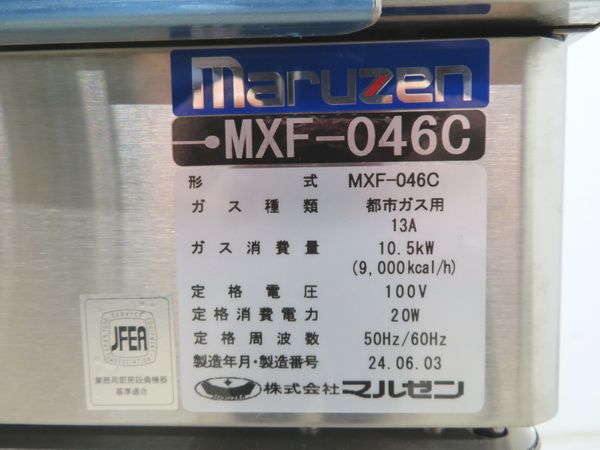 maruzen
MXF-046C
形 式 MXF-046C
ガス種類 都市ガス用
13A
ガス消費量 10.5kW
(9,000kcal/h)
定格電圧 100V
定格消費電力 20W
定格周波数 50Hz/60Hz
製造年月・製造番号 24.06.03
株式会社マルゼン
JFEA
業務用厨房設備機器
基準適合